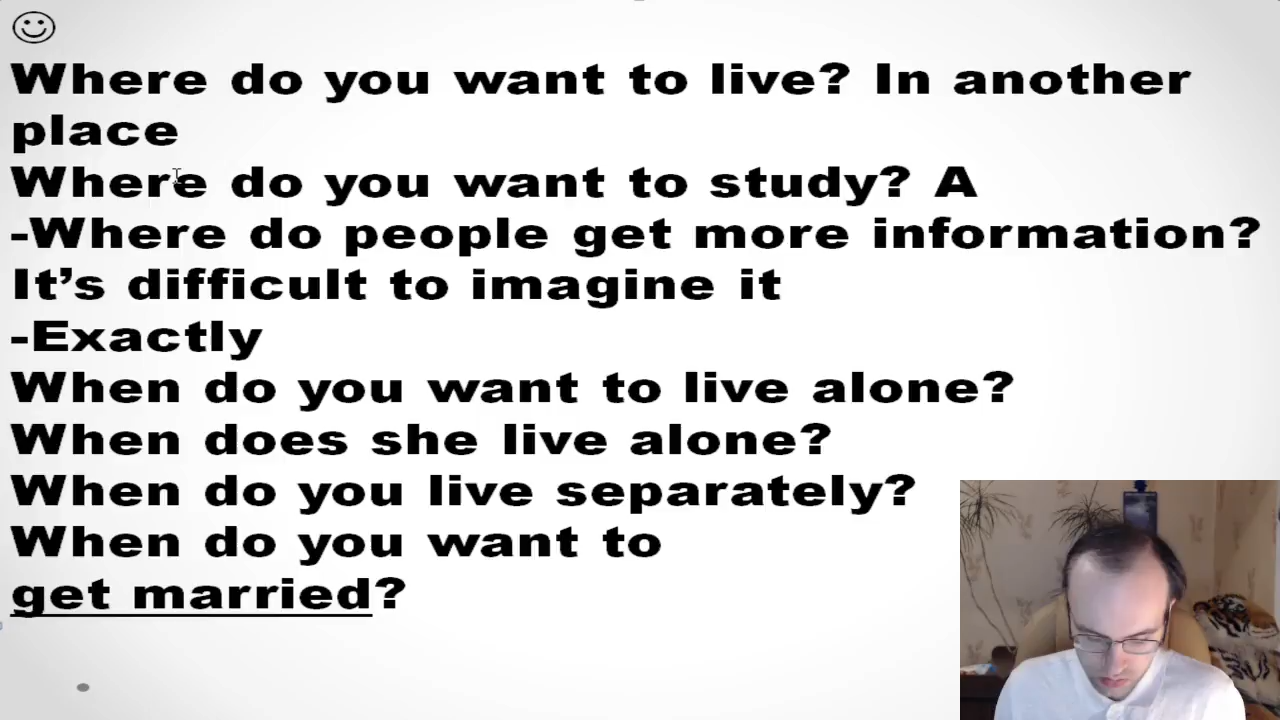 Where do you want to live? In another
place
Where do you want to study? A
-Where do people get more information?
It’s difficult to imagine it
-Exactly
When do you want to live alone?
When does she live alone?
When do you live separately?
When do you want to
get married?